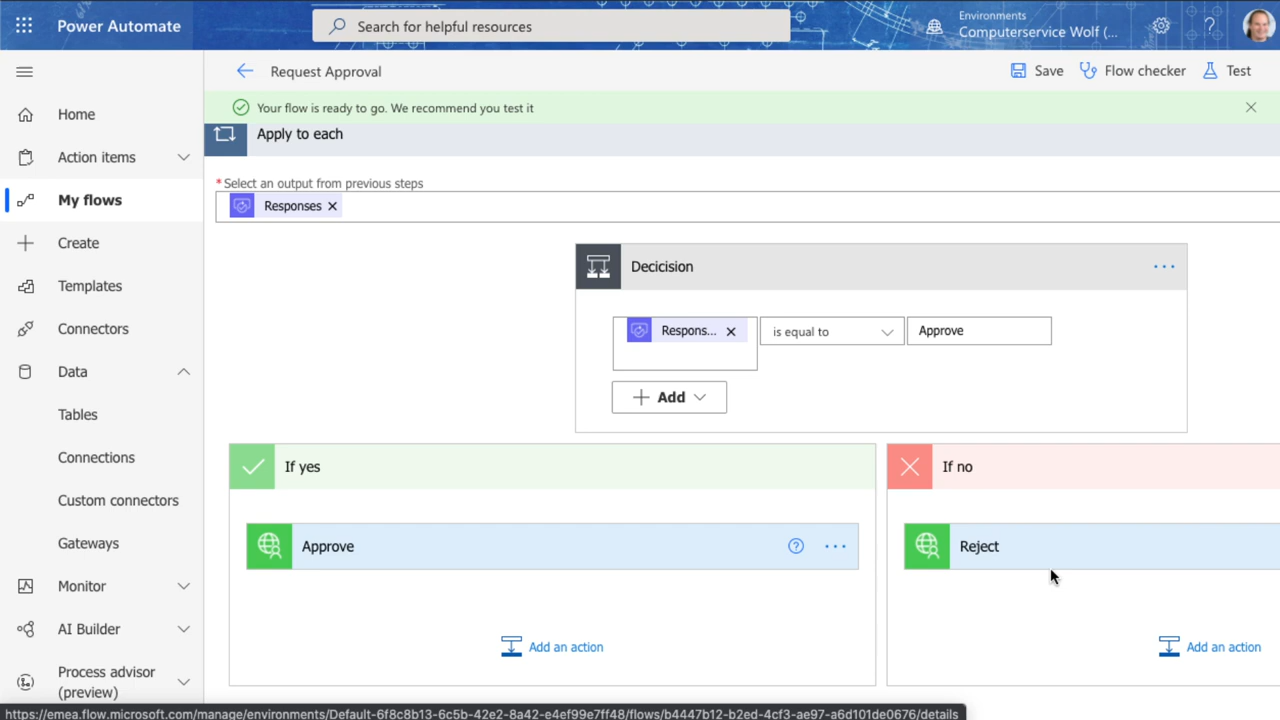 Power Automate
Search for helpful resources
Environments
Computerservice Wolf (...
?
Request Approval
Save
Flow checker
Test
Your flow is ready to go. We recommend you test it
Home
Action items
My flows
Create
Templates
Connectors
Data
Tables
Connections
Custom connectors
Gateways
Monitor
AI Builder
Process advisor
(preview)
Apply to each
* Select an output from previous steps
Responses
Decicision
Respons...
is equal to
Approve
Add
If yes
Approve
?
Add an action
If no
Reject
Add an action
https://emea.flow.microsoft.com/manage/environments/Default-6f8c8b13-6c5b-42e2-8a42-e4ef99e7ff48/flows/b4447b12-b2ed-4cf3-ae97-a6d101de0676/details